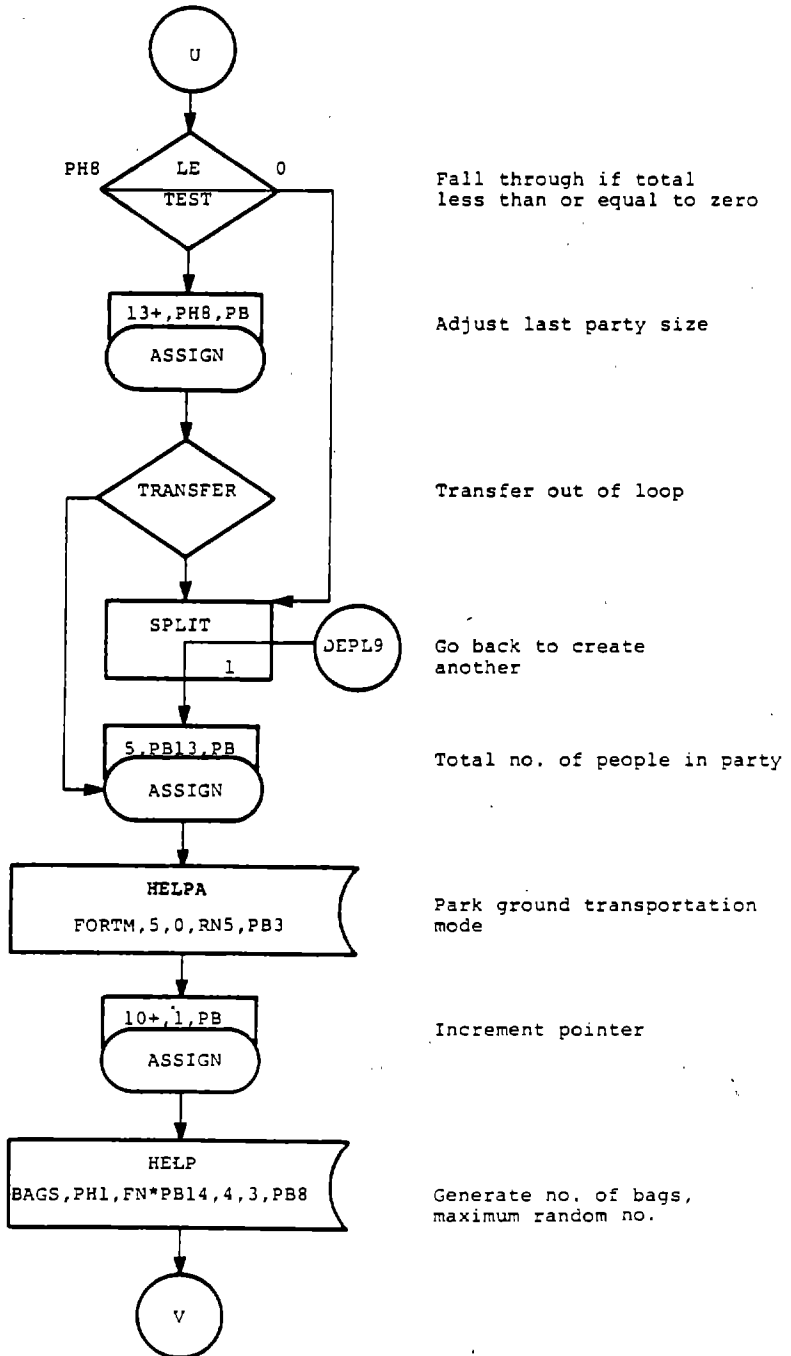 U
PH8 LE 0
TEST
Fall through if total
less than or equal to zero
13+,PH8,PB
ASSIGN
Adjust last party size
TRANSFER
Transfer out of loop
SPLIT
1
DEPL9
Go back to create
another
5,PB13,PB
ASSIGN
Total no. of people in party
HELPA
FORTM,5,0,RN5,PB3
Park ground transportation
mode
10+,1,PB
ASSIGN
Increment pointer
HELP
BAGS,PH1,FN*PB14,4,3,PB8
Generate no. of bags,
maximum random no.
V